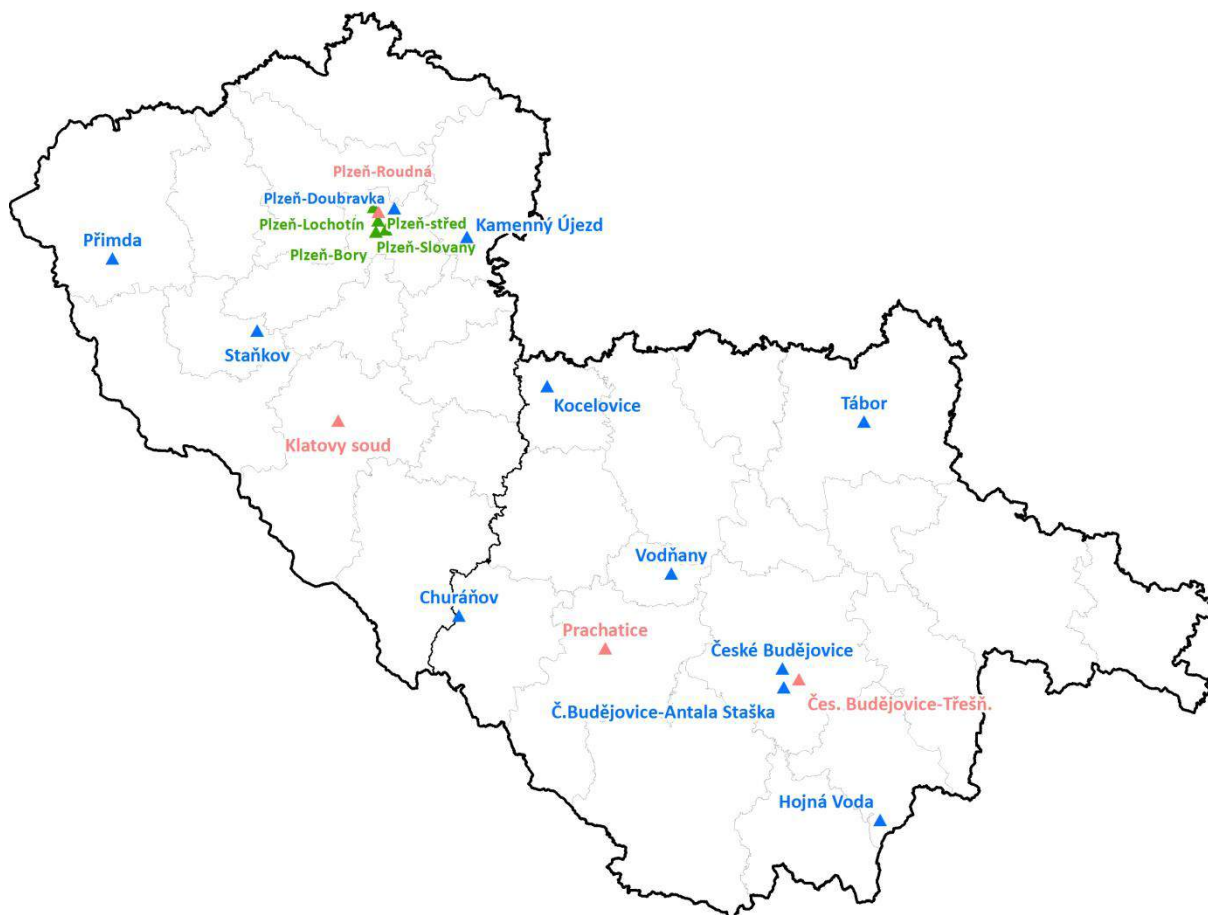 Plzeň-Roudná
Plzeň-Doubravka
Plzeň-Lochotín
Plzeň-střed
Kamenný Újezd
Přimda
Plzeň-Bory
Plzeň-Slovany
Staňkov
Kocelovice
Tábor
Klatovy soud
Vodňany
Churáňov
Prachatice
České Budějovice
Č.Budějovice-Antala Staška
Čes. Budějovice-Třešň.
Hojná Voda